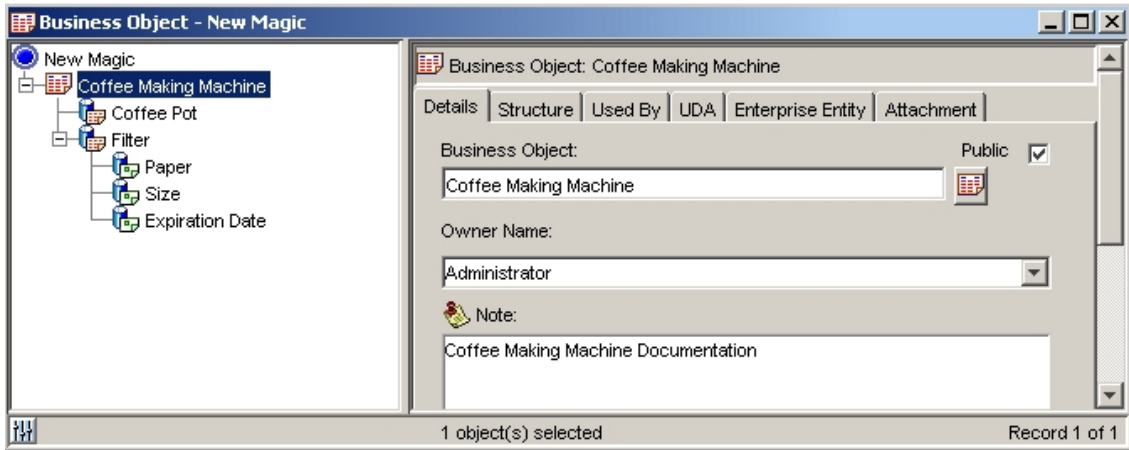 Business Object - New Magic
New Magic
Coffee Making Machine
Coffee Pot
Filter
Paper
Size
Expiration Date
Business Object: Coffee Making Machine
Details Structure Used By UDA Enterprise Entity Attachment
Business Object: Public
Coffee Making Machine
Owner Name:
Administrator
Note:
Coffee Making Machine Documentation
1 object(s) selected Record 1 of 1